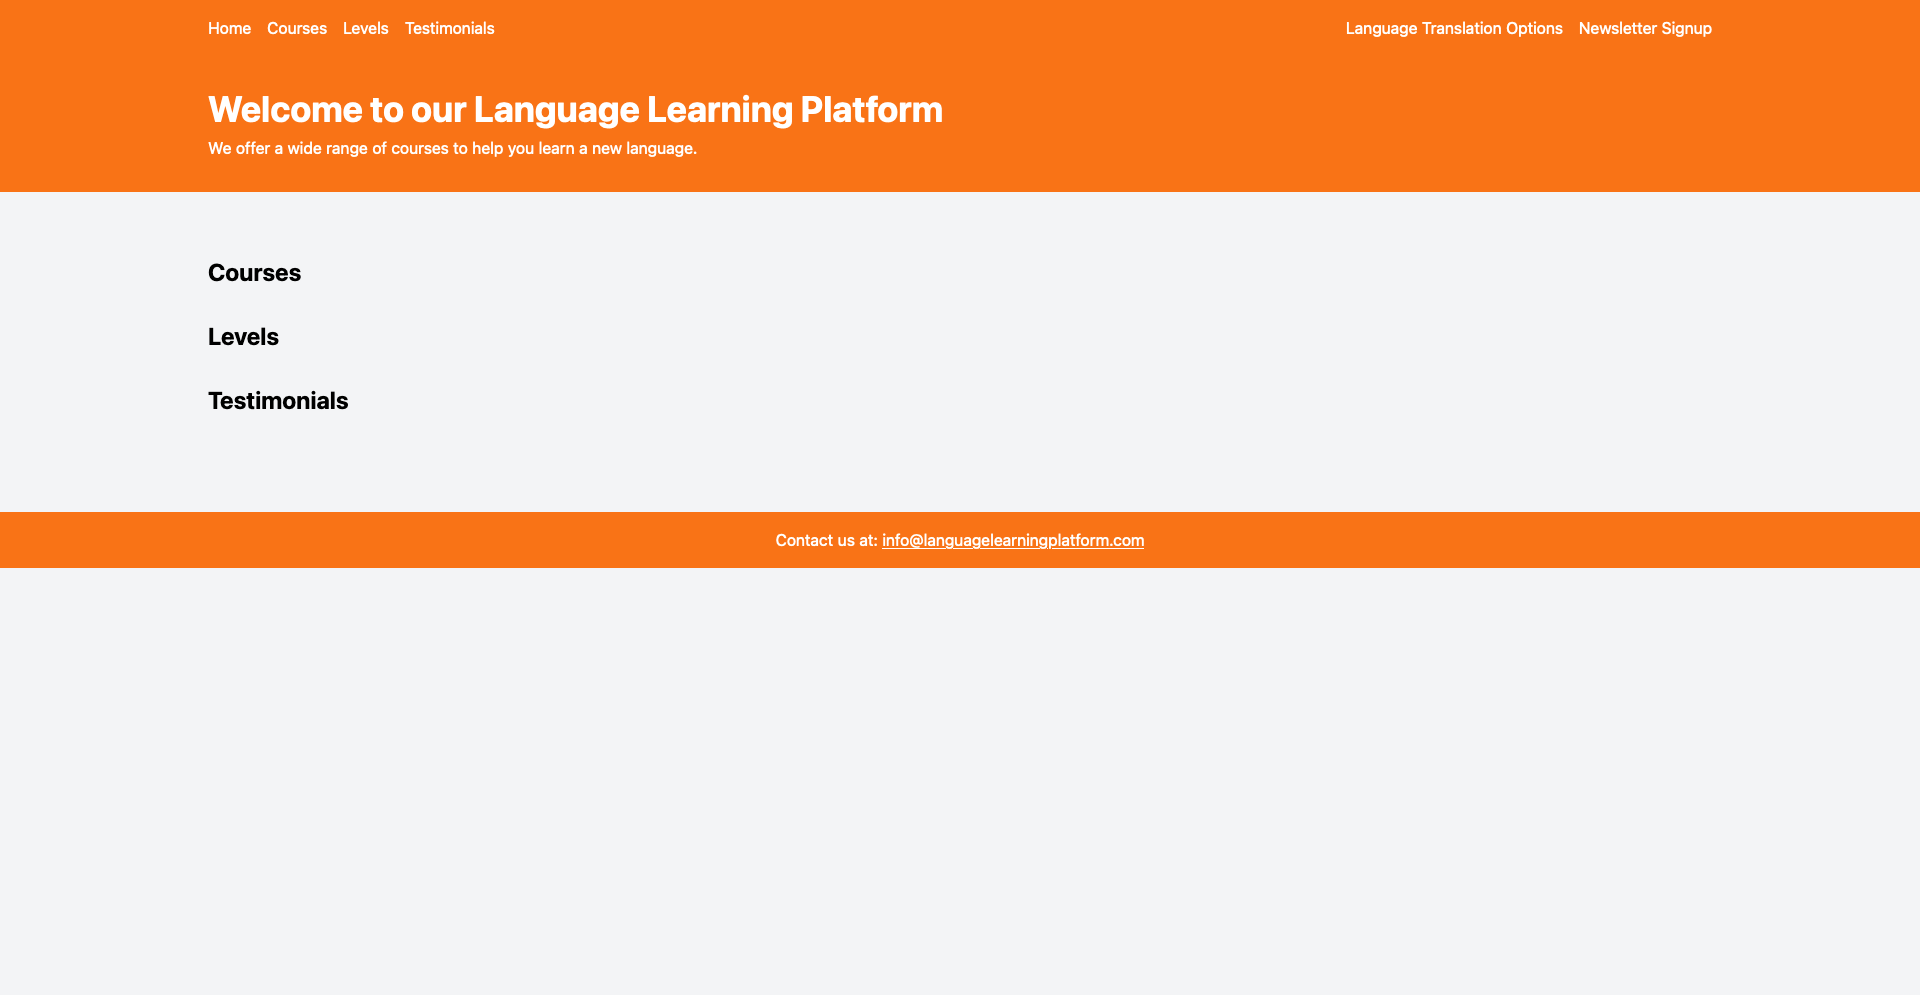 Home Courses Levels Testimonials Language Translation Options Newsletter Signup
Welcome to our Language Learning Platform
We offer a wide range of courses to help you learn a new language.
Courses
Levels
Testimonials
Contact us at: info@languagelearningplatform.com